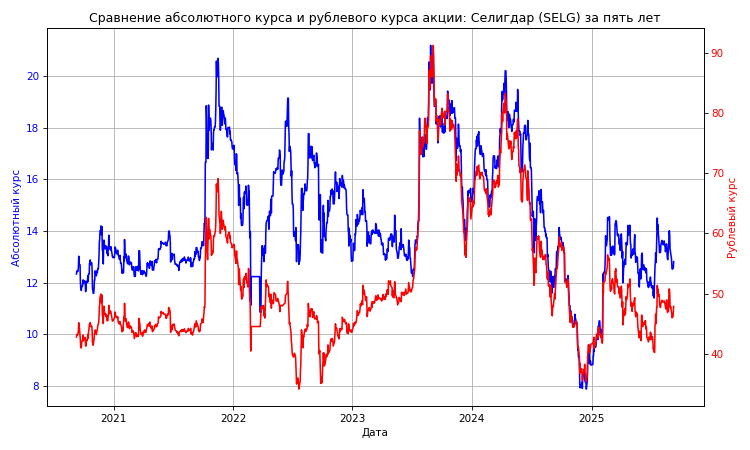 Сравнение абсолютного курса и рублевого курса акции: Селигдар (SELG) за пять лет
Абсолютный курс
20
18
16
14
12
10
8
90
80
70
60
50
40
Рублевый курс
2021 2022 2023 2024 2025
Дата